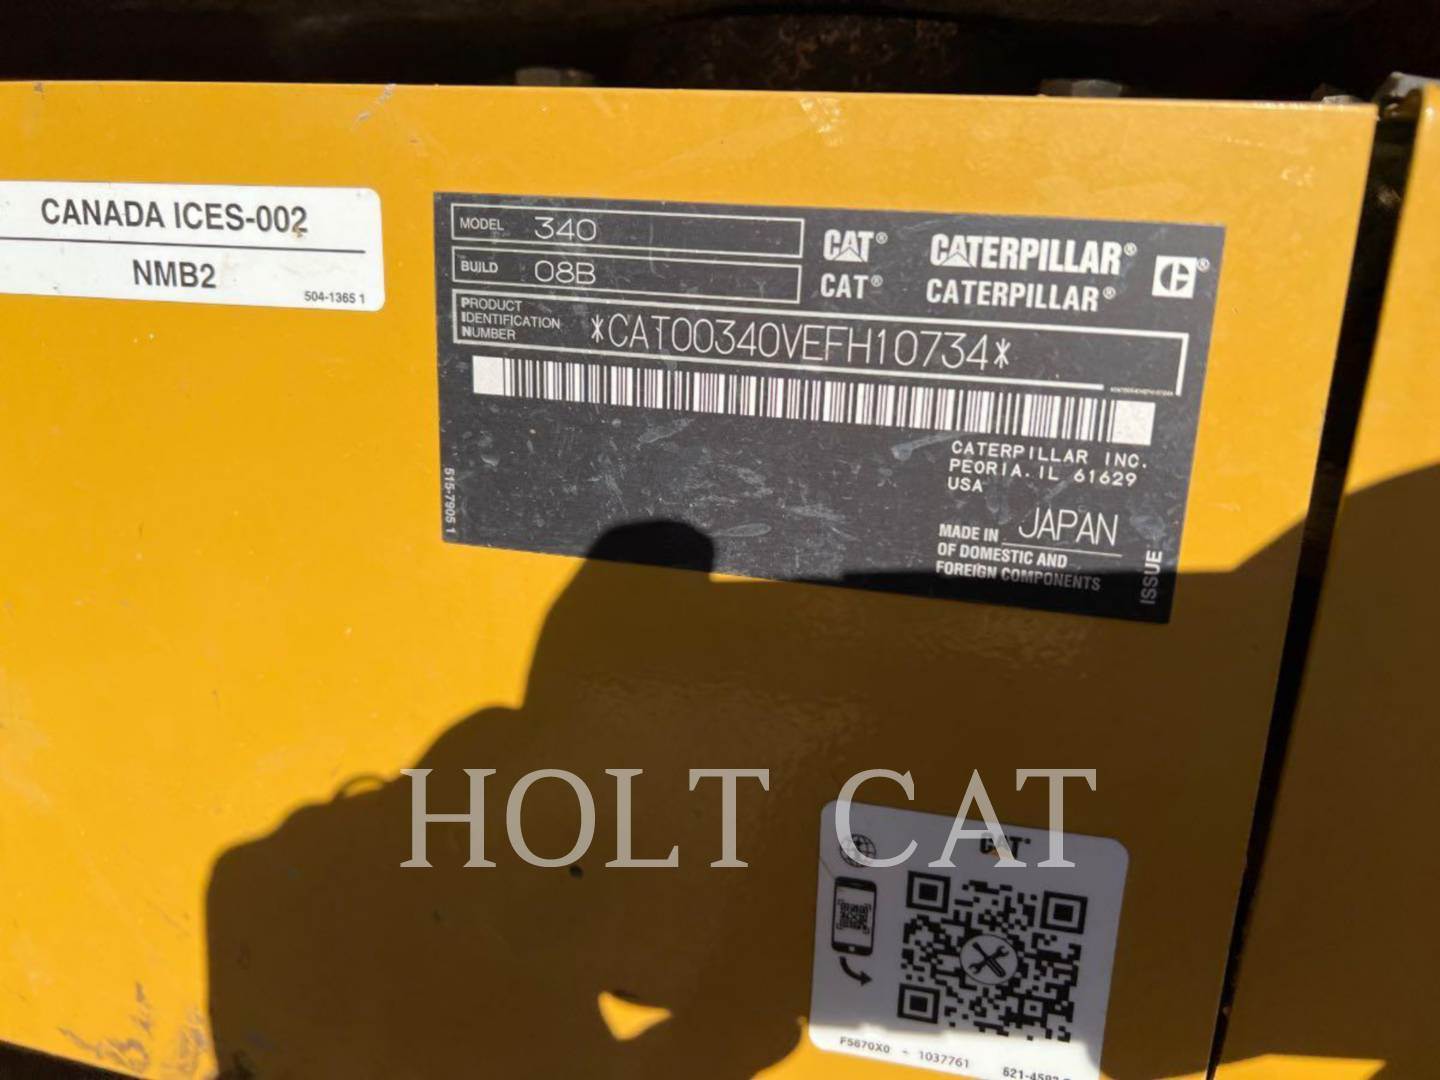 CANADA ICES-002
NMB2
504-1365 1
MODEL 340
BUILD 08B
PRODUCT
IDENTIFICATION
NUMBER
*CAT00340VEFH10734*
CAT® CATERPILLAR® ®
CAT® CATERPILLAR®
CATERPILLAR INC.
PEORIA. IL 61629
USA
515-7905 1
MADE IN JAPAN
OF DOMESTIC AND
FOREIGN COMPONENTS
ISSUE
HOLT CAT
CAT
F5870X0 - 1037761